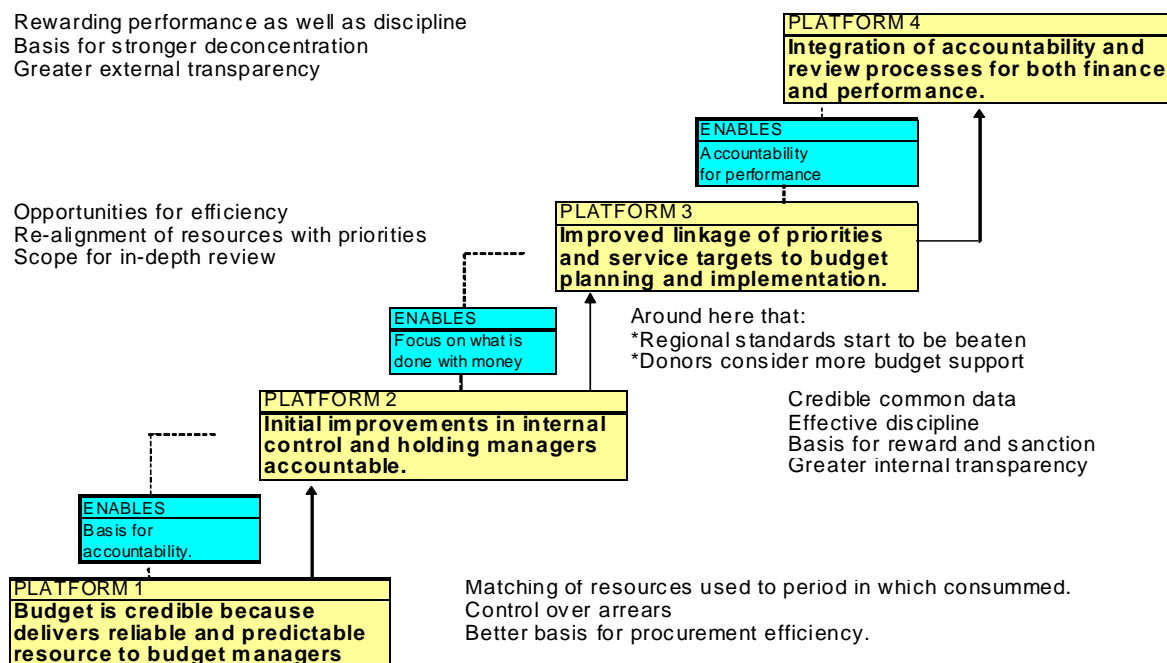 Rewarding performance as well as discipline
Basis for stronger deconcentration
Greater external transparency
PLATFORM 4
Integration of accountability and
review processes for both finance
and performance.
ENABLES
Accountability
for performance
Opportunities for efficiency
Re-alignment of resources with priorities
Scope for in-depth review
PLATFORM 3
Improved linkage of priorities
and service targets to budget
planning and implementation.
ENABLES
Focus on what is
done with money
Around here that:
*Regional standards start to be beaten
*Donors consider more budget support
PLATFORM 2
Initial improvements in internal
control and holding managers
accountable.
Credible common data
Effective discipline
Basis for reward and sanction
Greater internal transparency
ENABLES
Basis for
accountability.
PLATFORM 1
Budget is credible because
delivers reliable and predictable
resource to budget managers
Matching of resources used to period in which consummed.
Control over arrears
Better basis for procurement efficiency.